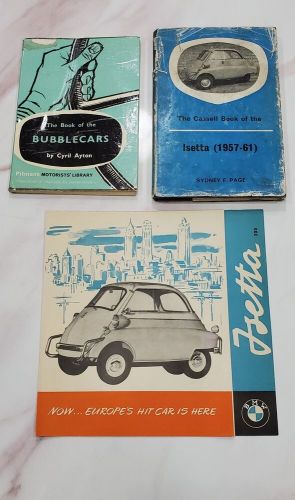 The Book of the
BUBBLECARS
by Cyril Ayton
Pitmans MOTORISTS' LIBRARY
The Cassell Book of the
Isetta (1957-61)
SYDNEY F. PAGE
Isetta
BMW
NOW... EUROPE'S HIT CAR IS HERE